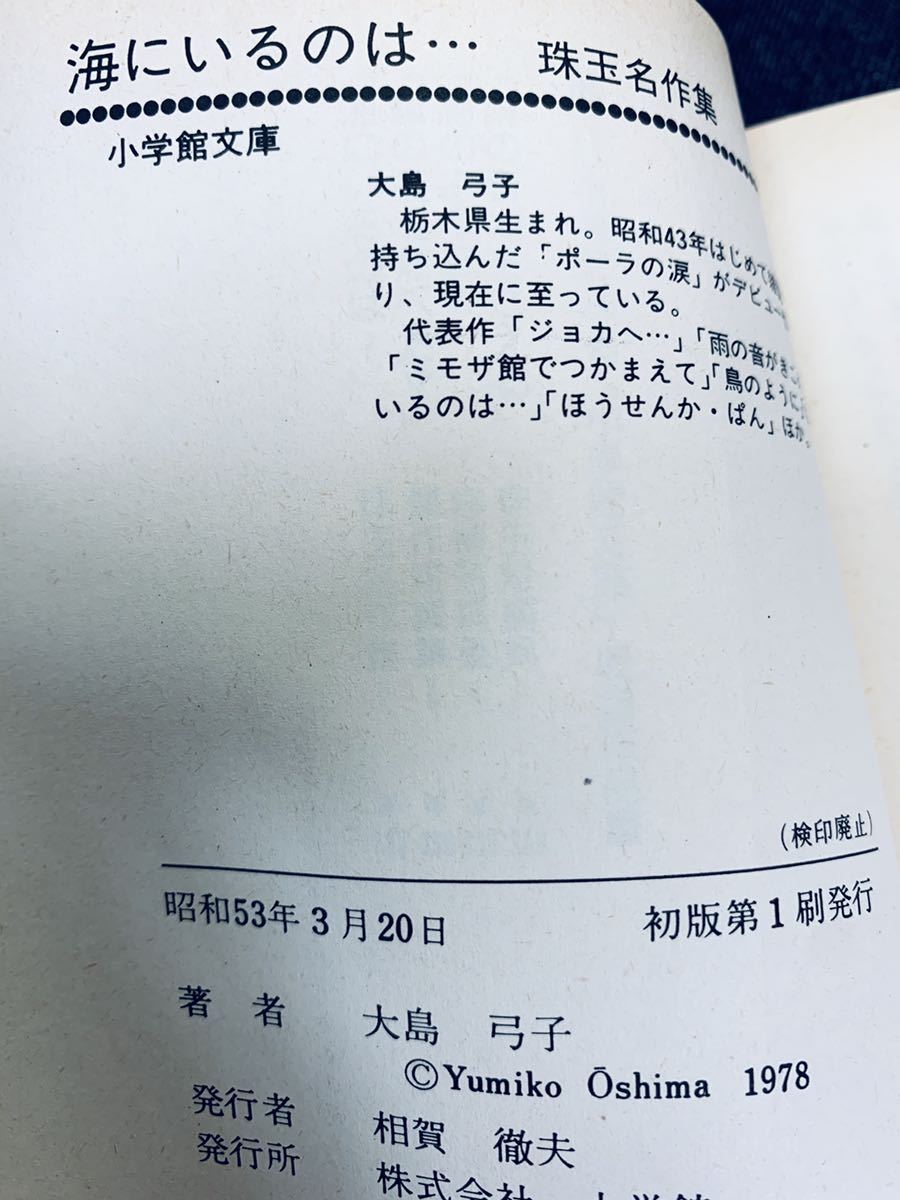 海にいるのは… 珠玉名作集
小学館文庫
大島 弓子
栃木県生まれ。昭和43年はじめて
持ち込んだ「ポーラの涙」がデビュー
り、現在に至っている。
代表作「ジョカへ…」「雨の音がきこ
「ミモザ館でつかまえて」「鳥のように
いるのは…」「ほうせんか・ぱん」ほか。
(検印廃止)
昭和53年3月20日 初版第1刷発行
著者 大島 弓子
©Yumiko Ōshima 1978
発行者 相賀 徹夫
発行所 株式会社